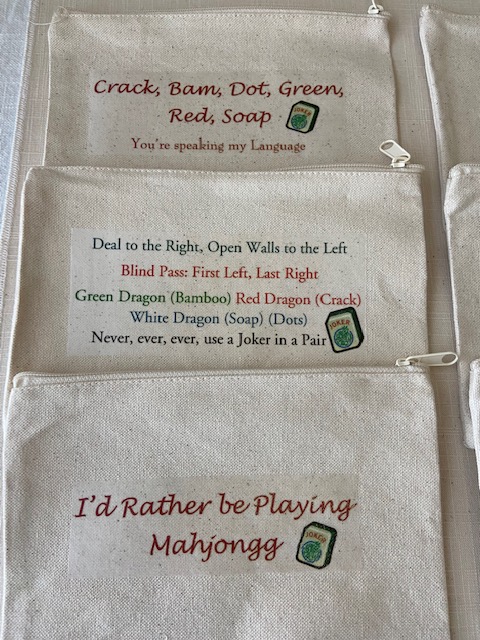 Crack, Bam, Dot, Green,
Red, Soap
JOKER
You're speaking my Language
Deal to the Right, Open Walls to the Left
Blind Pass: First Left, Last Right
Green Dragon (Bamboo) Red Dragon (Crack)
White Dragon (Soap) (Dots)
Never, ever, ever, use a Joker in a Pair
JOKER
I'd Rather be Playing
Mahjongg
JOKER